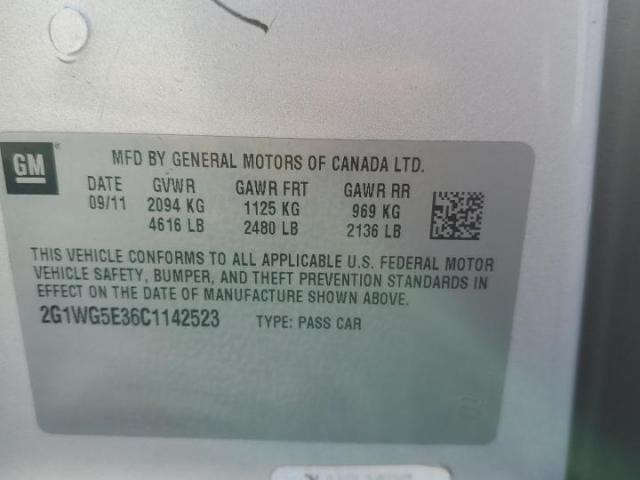 GM
MFD BY GENERAL MOTORS OF CANADA LTD.
DATE GVWR GAWR FRT GAWR RR
09/11 2094 KG 1125 KG 969 KG
4616 LB 2480 LB 2136 LB
THIS VEHICLE CONFORMS TO ALL APPLICABLE U.S. FEDERAL MOTOR
VEHICLE SAFETY, BUMPER, AND THEFT PREVENTION STANDARDS IN
EFFECT ON THE DATE OF MANUFACTURE SHOWN ABOVE.
2G1WG5E36C1142523 TYPE: PASS CAR